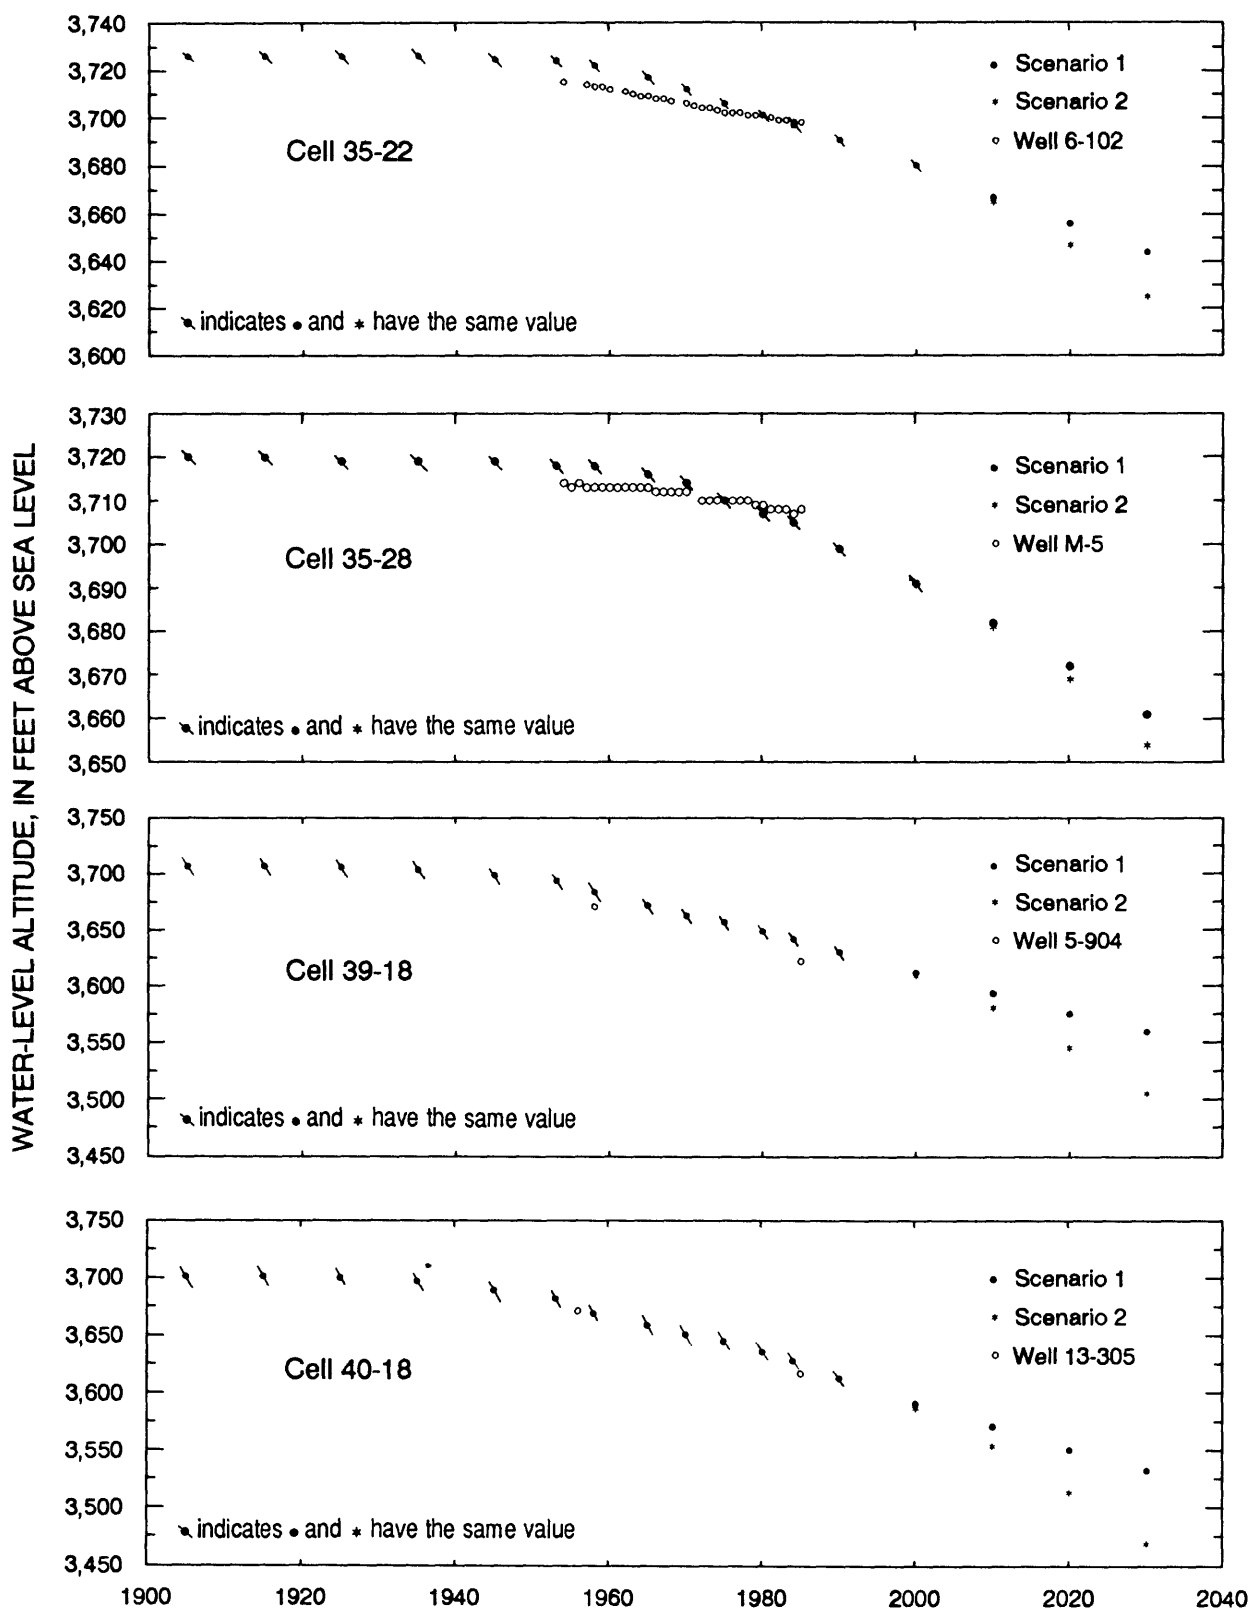 WATER-LEVEL ALTITUDE, IN FEET ABOVE SEA LEVEL
3,740
3,720
3,700
3,680
3,660
3,640
3,620
3,600
Scenario 1
* Scenario 2
Well 6-102
Cell 35-22
indicates • and * have the same value
3,730
3,720
3,710
3,700
3,690
3,680
3,670
3,660
3,650
Scenario 1
* Scenario 2
Well M-5
Cell 35-28
indicates • and * have the same value
3,750
3,700
3,650
3,600
3,550
3,500
3,450
Scenario 1
* Scenario 2
Well 5-904
Cell 39-18
indicates • and * have the same value
3,750
3,700
3,650
3,600
3,550
3,500
3,450
Scenario 1
* Scenario 2
Well 13-305
Cell 40-18
indicates • and * have the same value
1900 1920 1940 1960 1980 2000 2020 2040